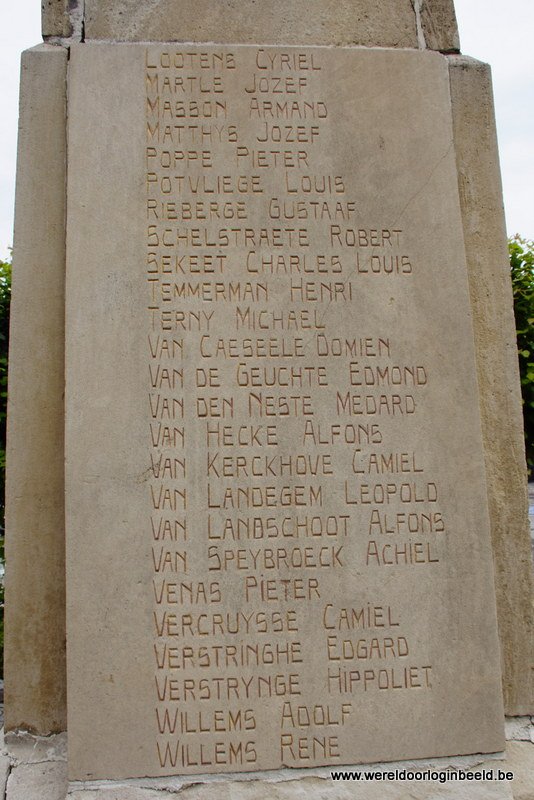 LOOTENS CYRIEL
MARTLE JOZEF
MASSON ARMAND
MATTHYS JOZEF
POPPE PIETER
POTVLIEGE LOUIS
RIEBERGE GUSTAAF
SCHELSTRAETE ROBERT
SEKEET CHARLES LOUIS
TEMMERMAN HENRI
TERNY MICHAEL
VAN CAESEELE DOMIEN
VAN DE GEUCHTE EDMOND
VAN DEN NESTE MEDARD
VAN HECKE ALFONS
VAN KERCKHOVE CAMIEL
VAN LANDEGEM LEOPOLD
VAN LANDSCHOOT ALFONS
VAN SPEYBROECK ACHIEL
VENAS PIETER
VERCRUYSSE CAMIEL
VERSTRINGHE EDGARD
VERSTRYNGE HIPPOLIET
WILLEMS ADOLF
WILLEMS RENE
www.wereldoorloginbeeld.be